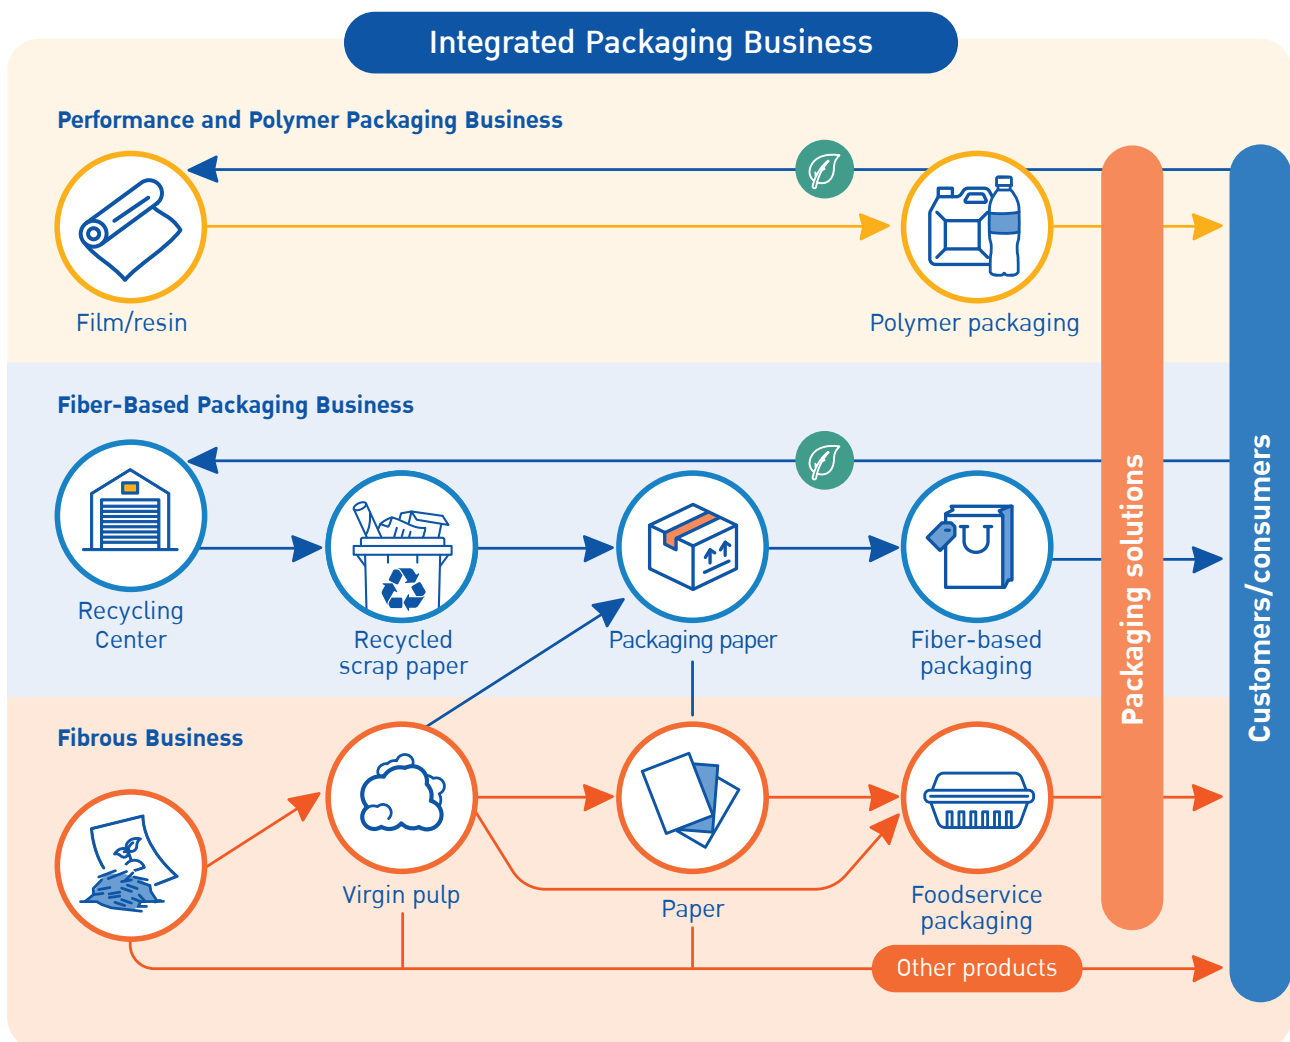 Integrated Packaging Business
Performance and Polymer Packaging Business
Film/resin
Polymer packaging
Fiber-Based Packaging Business
Recycling
Center
Recycled
scrap paper
Packaging paper
Fiber-based
packaging
Fibrous Business
Virgin pulp
Paper
Foodservice
packaging
Other products
Packaging solutions
Customers/consumers